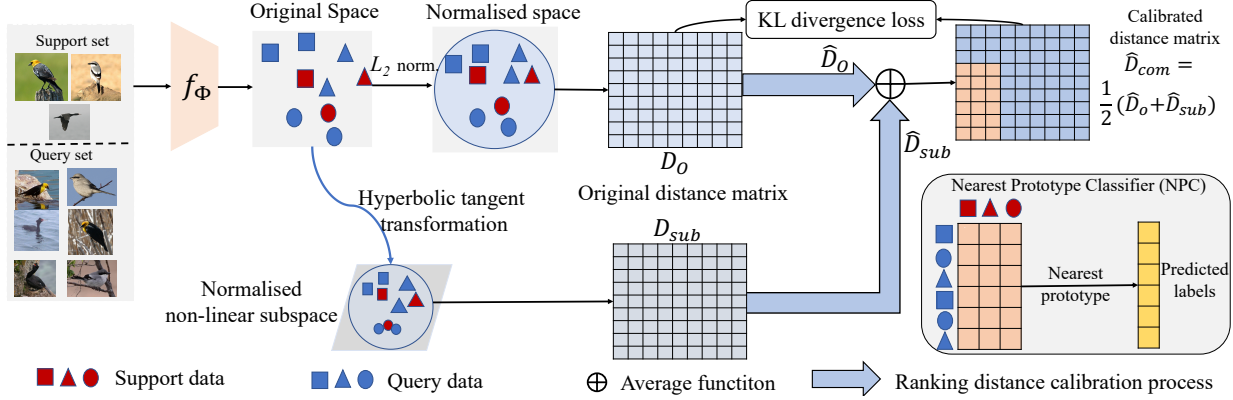 Support set
Query set
f_Φ
Original Space
L_2 norm.
Normalised space
Hyperbolic tangent
transformation
Normalised
non-linear subspace
D_O
Original distance matrix
D_sub
KL divergence loss
D̂_O
D̂_sub
Calibrated
distance matrix
D̂_com =
1/2 (D̂_o+D̂_sub)
Nearest Prototype Classifier (NPC)
Nearest
prototype
Predicted
labels
Support data
Query data
Average functiton
Ranking distance calibration process